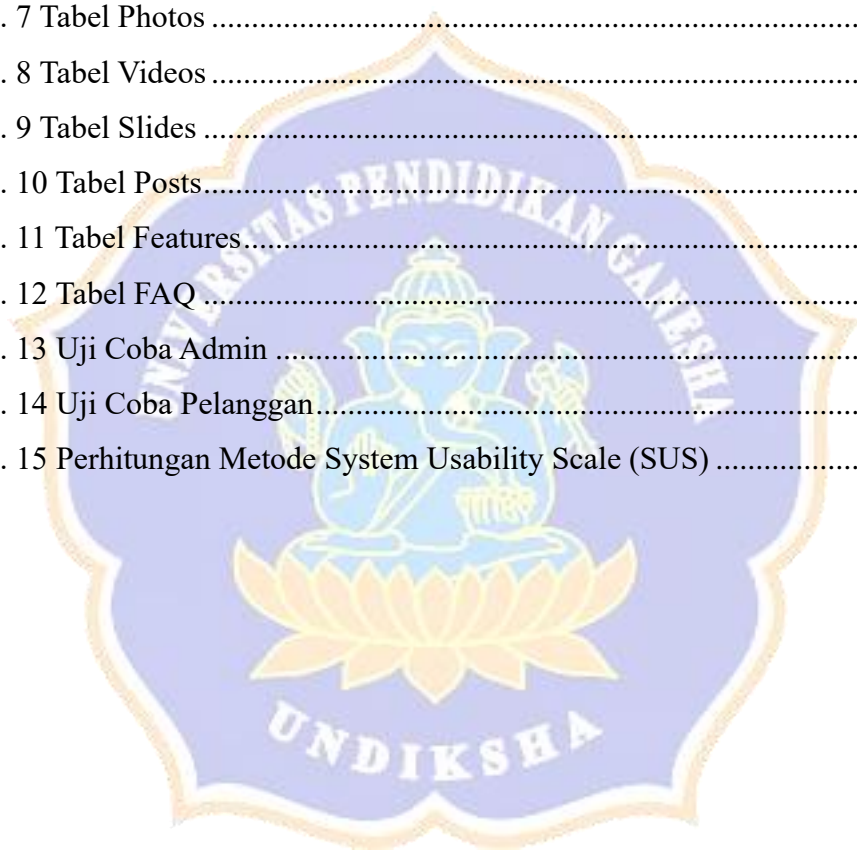 . 7 Tabel Photos ......................................................................
. 8 Tabel Videos ......................................................................
. 9 Tabel Slides .......................................................................
. 10 Tabel Posts.......................................................................
. 11 Tabel Features..................................................................
. 12 Tabel FAQ .......................................................................
. 13 Uji Coba Admin ..............................................................
. 14 Uji Coba Pelanggan.........................................................
. 15 Perhitungan Metode System Usability Scale (SUS) ..................
UNIVERSITAS PENDIDIKAN GANESHA
UNDIKSHA